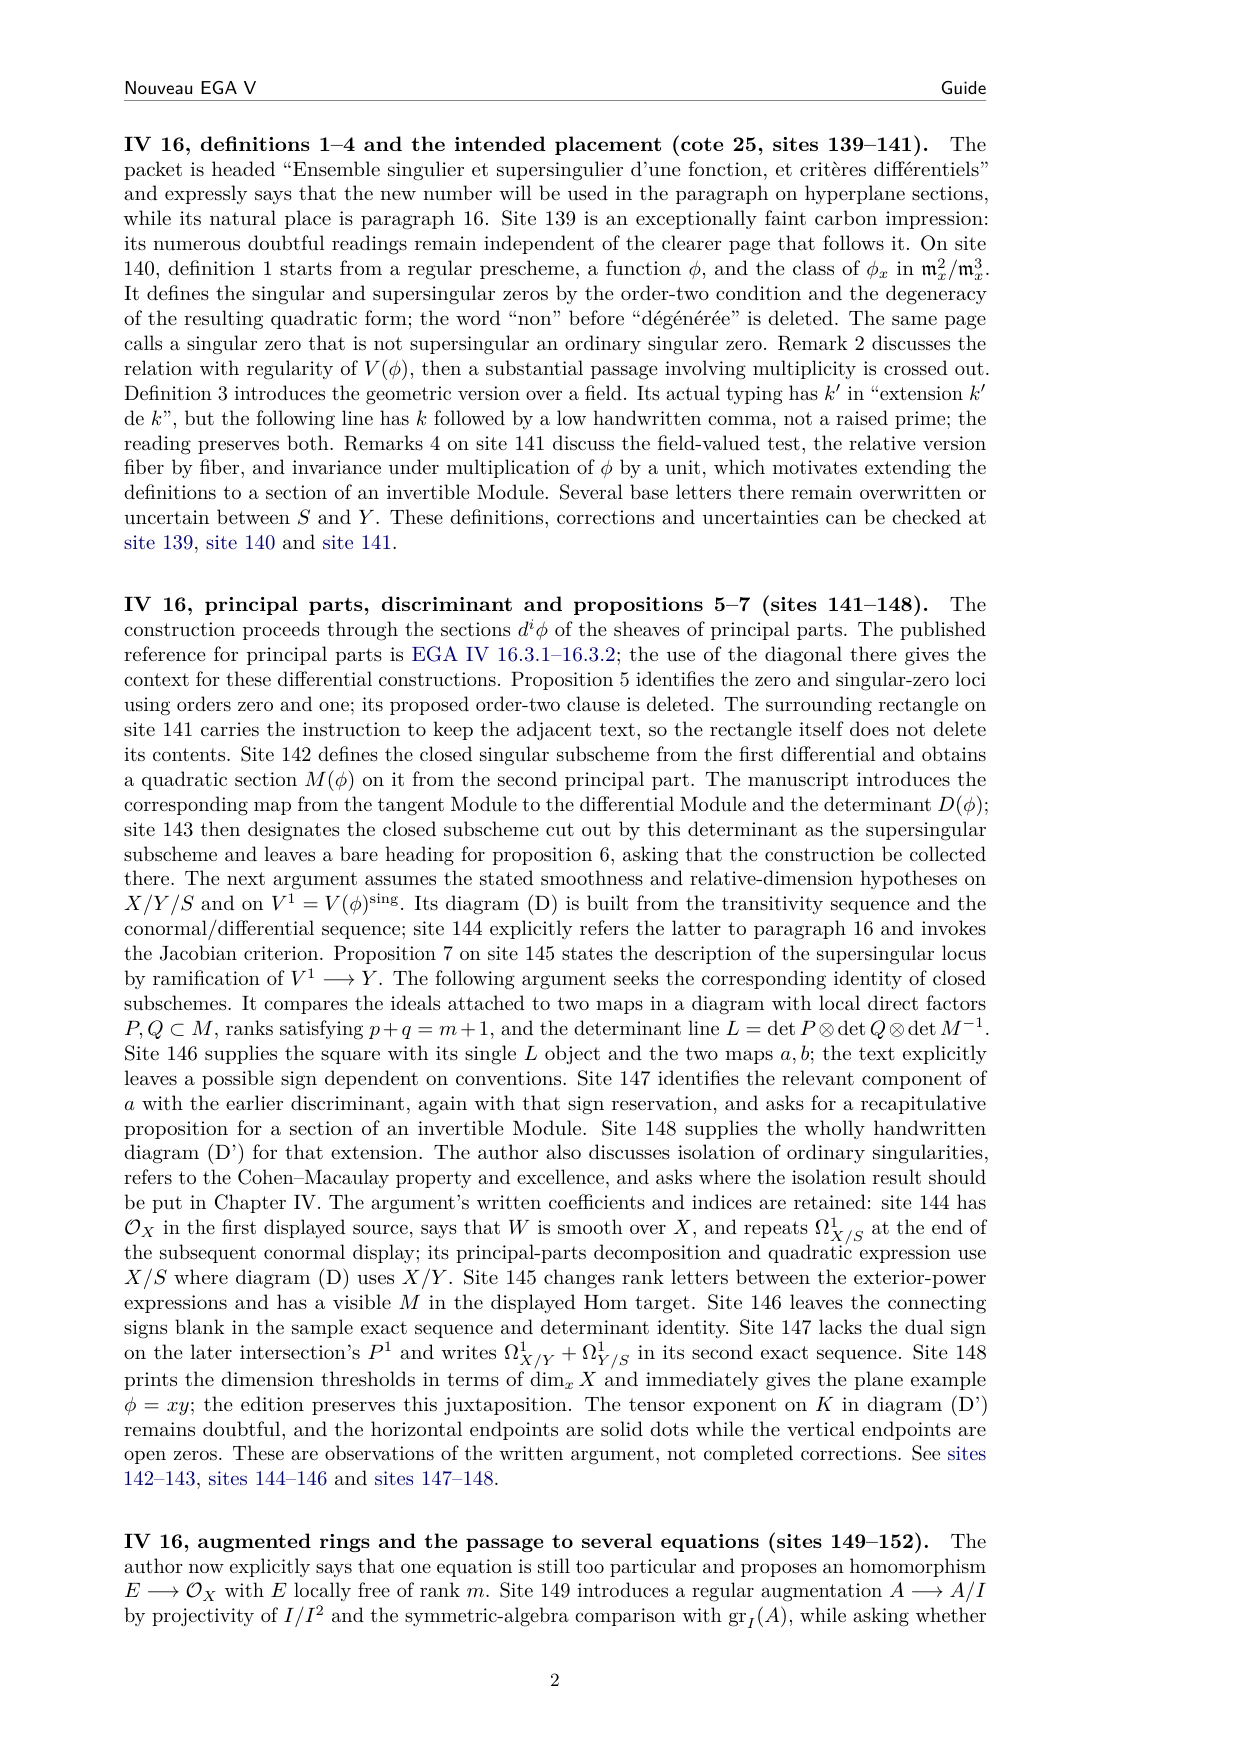 Nouveau EGA V Guide
IV 16, definitions 1–4 and the intended placement (cote 25, sites 139–141). The
packet is headed “Ensemble singulier et supersingulier d’une fonction, et critères différentiels”
and expressly says that the new number will be used in the paragraph on hyperplane sections,
while its natural place is paragraph 16. Site 139 is an exceptionally faint carbon impression:
its numerous doubtful readings remain independent of the clearer page that follows it. On site
140, definition 1 starts from a regular prescheme, a function ϕ, and the class of ϕₓ in 𝔪ₓ²/𝔪ₓ³.
It defines the singular and supersingular zeros by the order-two condition and the degeneracy
of the resulting quadratic form; the word “non” before “dégénérée” is deleted. The same page
calls a singular zero that is not supersingular an ordinary singular zero. Remark 2 discusses the
relation with regularity of V(ϕ), then a substantial passage involving multiplicity is crossed out.
Definition 3 introduces the geometric version over a field. Its actual typing has k′ in “extension k′
de k”, but the following line has k followed by a low handwritten comma, not a raised prime; the
reading preserves both. Remarks 4 on site 141 discuss the field-valued test, the relative version
fiber by fiber, and invariance under multiplication of ϕ by a unit, which motivates extending the
definitions to a section of an invertible Module. Several base letters there remain overwritten or
uncertain between S and Y. These definitions, corrections and uncertainties can be checked at
site 139, site 140 and site 141.
IV 16, principal parts, discriminant and propositions 5–7 (sites 141–148). The
construction proceeds through the sections dⁱϕ of the sheaves of principal parts. The published
reference for principal parts is EGA IV 16.3.1–16.3.2; the use of the diagonal there gives the
context for these differential constructions. Proposition 5 identifies the zero and singular-zero loci
using orders zero and one; its proposed order-two clause is deleted. The surrounding rectangle on
site 141 carries the instruction to keep the adjacent text, so the rectangle itself does not delete
its contents. Site 142 defines the closed singular subscheme from the first differential and obtains
a quadratic section M(ϕ) on it from the second principal part. The manuscript introduces the
corresponding map from the tangent Module to the differential Module and the determinant D(ϕ);
site 143 then designates the closed subscheme cut out by this determinant as the supersingular
subscheme and leaves a bare heading for proposition 6, asking that the construction be collected
there. The next argument assumes the stated smoothness and relative-dimension hypotheses on
X/Y/S and on V¹ = V(ϕ)ˢⁱⁿᵍ. Its diagram (D) is built from the transitivity sequence and the
conormal/differential sequence; site 144 explicitly refers the latter to paragraph 16 and invokes
the Jacobian criterion. Proposition 7 on site 145 states the description of the supersingular locus
by ramification of V¹ ⟶ Y. The following argument seeks the corresponding identity of closed
subschemes. It compares the ideals attached to two maps in a diagram with local direct factors
P, Q ⊂ M, ranks satisfying p+q = m+1, and the determinant line L = det P ⊗ det Q ⊗ det M⁻¹.
Site 146 supplies the square with its single L object and the two maps a, b; the text explicitly
leaves a possible sign dependent on conventions. Site 147 identifies the relevant component of
a with the earlier discriminant, again with that sign reservation, and asks for a recapitulative
proposition for a section of an invertible Module. Site 148 supplies the wholly handwritten
diagram (D’) for that extension. The author also discusses isolation of ordinary singularities,
refers to the Cohen–Macaulay property and excellence, and asks where the isolation result should
be put in Chapter IV. The argument’s written coefficients and indices are retained: site 144 has
𝒪_X in the first displayed source, says that W is smooth over X, and repeats Ω¹_{X/S} at the end of
the subsequent conormal display; its principal-parts decomposition and quadratic expression use
X/S where diagram (D) uses X/Y. Site 145 changes rank letters between the exterior-power
expressions and has a visible M in the displayed Hom target. Site 146 leaves the connecting
signs blank in the sample exact sequence and determinant identity. Site 147 lacks the dual sign
on the later intersection’s P¹ and writes Ω¹_{X/Y} + Ω¹_{Y/S} in its second exact sequence. Site 148
prints the dimension thresholds in terms of dimₓ X and immediately gives the plane example
ϕ = xy; the edition preserves this juxtaposition. The tensor exponent on K in diagram (D’)
remains doubtful, and the horizontal endpoints are solid dots while the vertical endpoints are
open zeros. These are observations of the written argument, not completed corrections. See sites
142–143, sites 144–146 and sites 147–148.
IV 16, augmented rings and the passage to several equations (sites 149–152). The
author now explicitly says that one equation is still too particular and proposes an homomorphism
E ⟶ 𝒪_X with E locally free of rank m. Site 149 introduces a regular augmentation A ⟶ A/I
by projectivity of I/I² and the symmetric-algebra comparison with gr_I(A), while asking whether
2